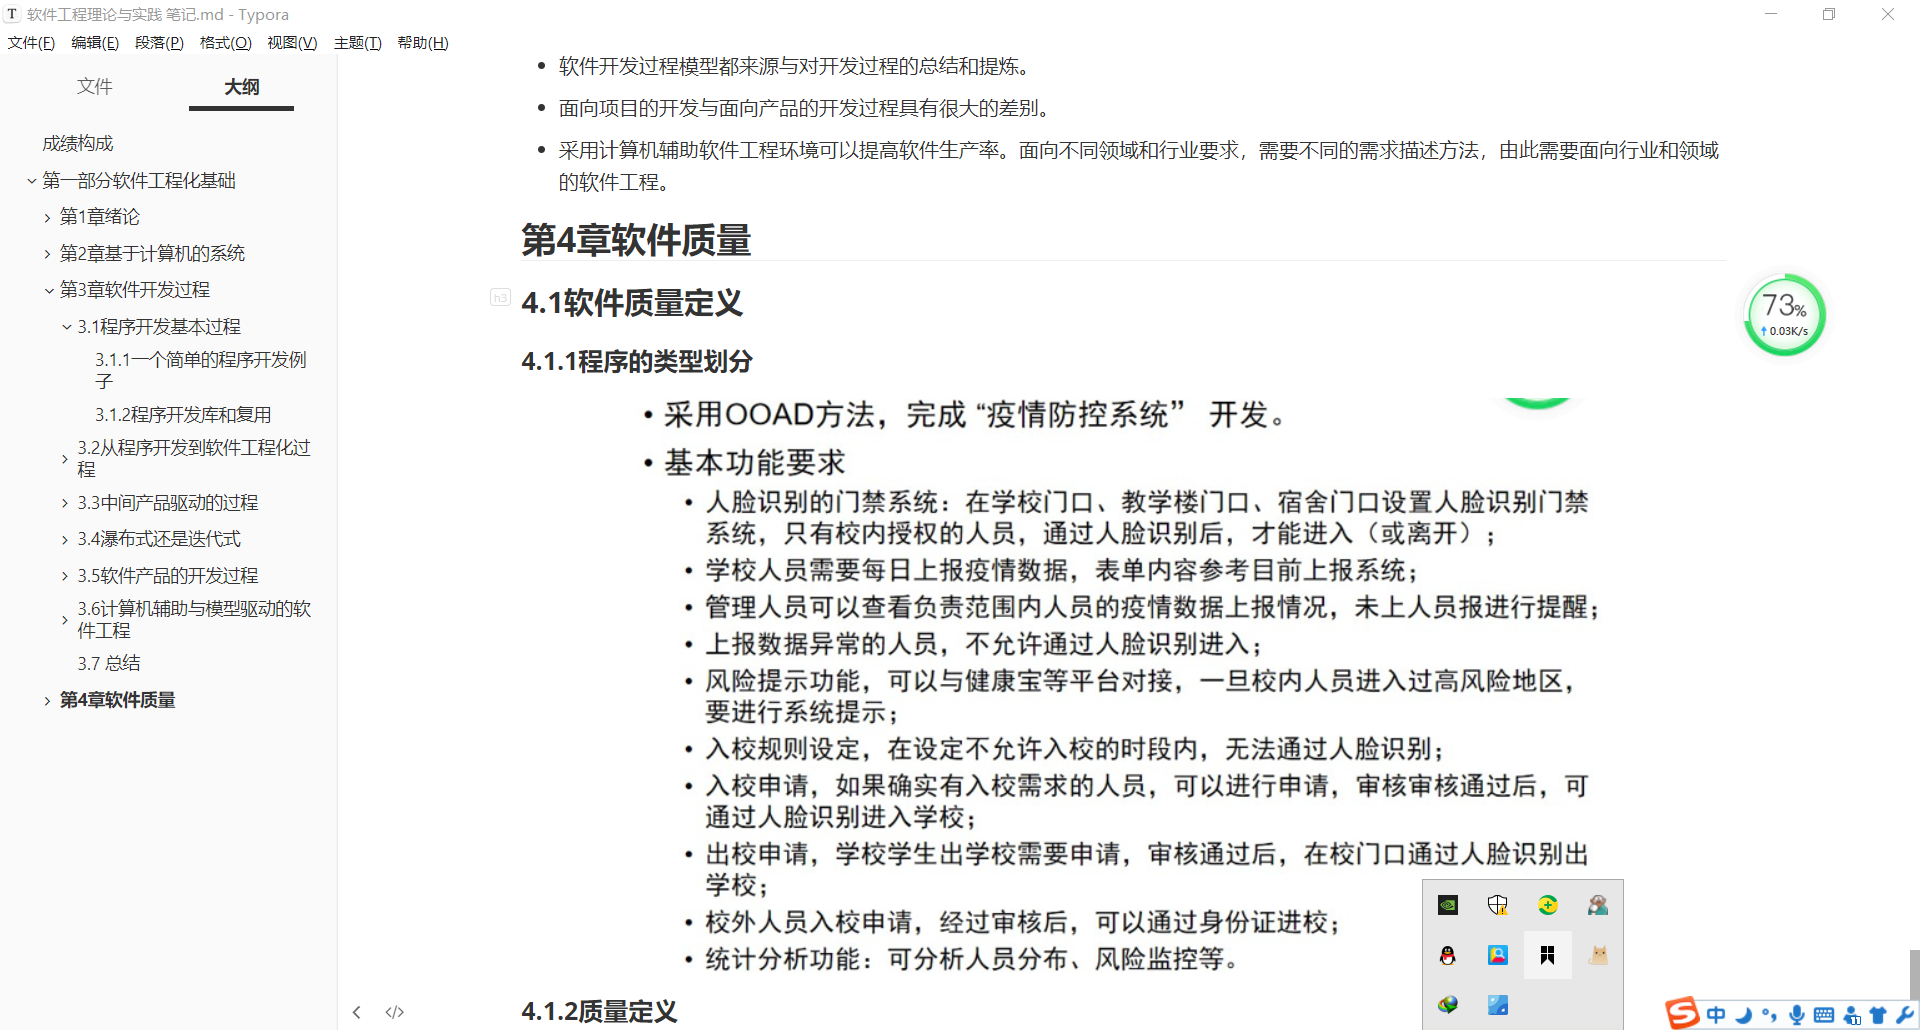 软件工程理论与实践 笔记.md - Typora
文件(F) 编辑(E) 段落(P) 格式(O) 视图(V) 主题(T) 帮助(H)
文件 大纲
成绩构成
第一部分软件工程化基础
第1章绪论
第2章基于计算机的系统
第3章软件开发过程
3.1程序开发基本过程
3.1.1一个简单的程序开发例
子
3.1.2程序开发库和复用
3.2从程序开发到软件工程化过
程
3.3中间产品驱动的过程
3.4瀑布式还是迭代式
3.5软件产品的开发过程
3.6计算机辅助与模型驱动的软
件工程
3.7 总结
第4章软件质量
软件开发过程模型都来源与对开发过程的总结和提炼。
面向项目的开发与面向产品的开发过程具有很大的差别。
采用计算机辅助软件工程环境可以提高软件生产率。面向不同领域和行业要求，需要不同的需求描述方法，由此需要面向行业和领域
的软件工程。
第4章软件质量
h3 4.1软件质量定义
4.1.1程序的类型划分
• 采用OOAD方法，完成 “疫情防控系统” 开发。
• 基本功能要求
• 人脸识别的门禁系统：在学校门口、教学楼门口、宿舍门口设置人脸识别门禁
系统，只有校内授权的人员，通过人脸识别后，才能进入（或离开）；
• 学校人员需要每日上报疫情数据，表单内容参考目前上报系统；
• 管理人员可以查看负责范围内人员的疫情数据上报情况，未上人员报进行提醒；
• 上报数据异常的人员，不允许通过人脸识别进入；
• 风险提示功能，可以与健康宝等平台对接，一旦校内人员进入过高风险地区，
要进行系统提示；
• 入校规则设定，在设定不允许入校的时段内，无法通过人脸识别；
• 入校申请，如果确实有入校需求的人员，可以进行申请，审核审核通过后，可
通过人脸识别进入学校；
• 出校申请，学校学生出学校需要申请，审核通过后，在校门口通过人脸识别出
学校；
• 校外人员入校申请，经过审核后，可以通过身份证进校；
• 统计分析功能：可分析人员分布、风险监控等。
4.1.2质量定义
73%
0.03K/s
中